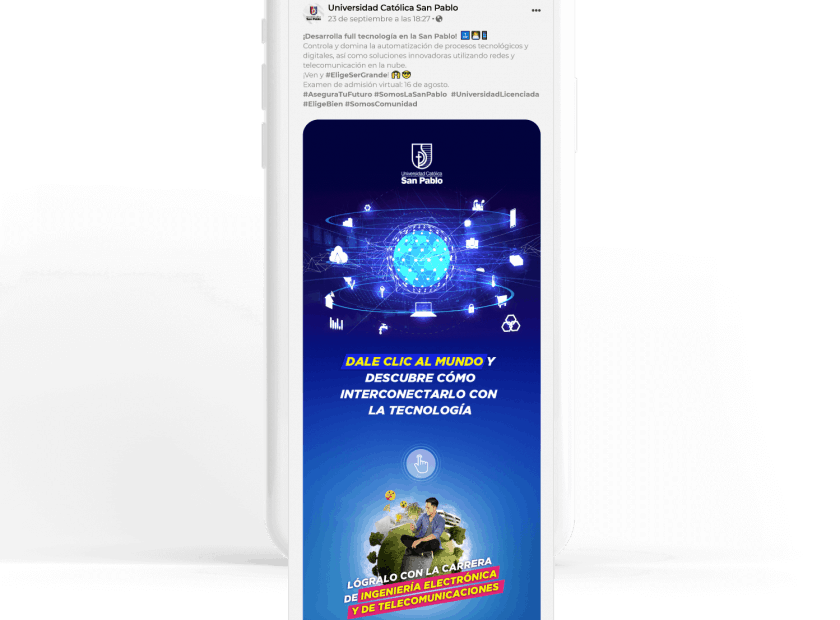 Universidad Católica San Pablo
23 de septiembre a las 18:27 •
¡Desarrolla full tecnología en la San Pablo!
Controla y domina la automatización de procesos tecnológicos y
digitales, así como soluciones innovadoras utilizando redes y
telecomunicación en la nube.
¡Ven y #EligeSerGrande!
Examen de admisión virtual: 16 de agosto.
#AseguraTuFuturo #SomosLaSanPablo #UniversidadLicenciada
#EligeBien #SomosComunidad
Universidad Católica
San Pablo
DALE CLIC AL MUNDO Y
DESCUBRE CÓMO
INTERCONECTARLO CON
LA TECNOLOGÍA
LÓGRALO CON LA CARRERA
DE INGENIERÍA ELECTRÓNICA
Y DE TELECOMUNICACIONES